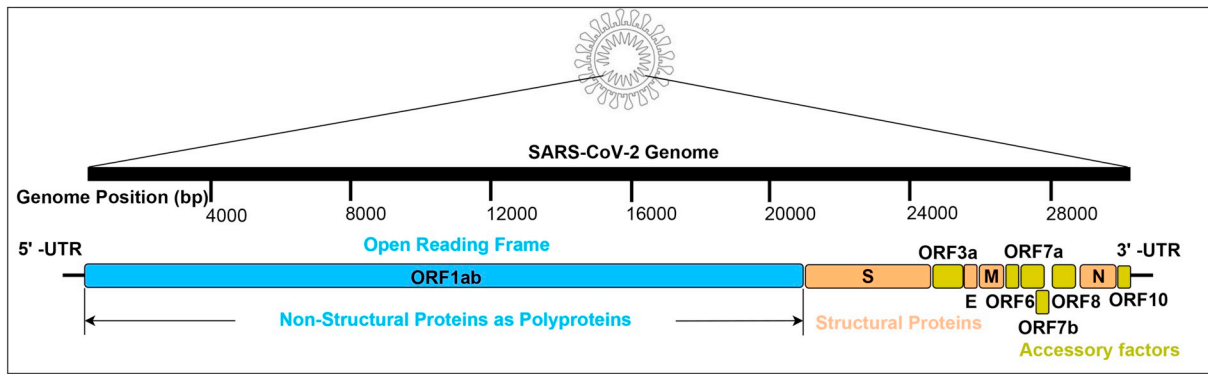 SARS-CoV-2 Genome
Genome Position (bp)
4000 8000 12000 16000 20000 24000 28000
5' -UTR Open Reading Frame ORF3a ORF7a 3' -UTR
ORF1ab S M N
E ORF6 ORF8 ORF10
Non-Structural Proteins as Polyproteins Structural Proteins ORF7b
Accessory factors